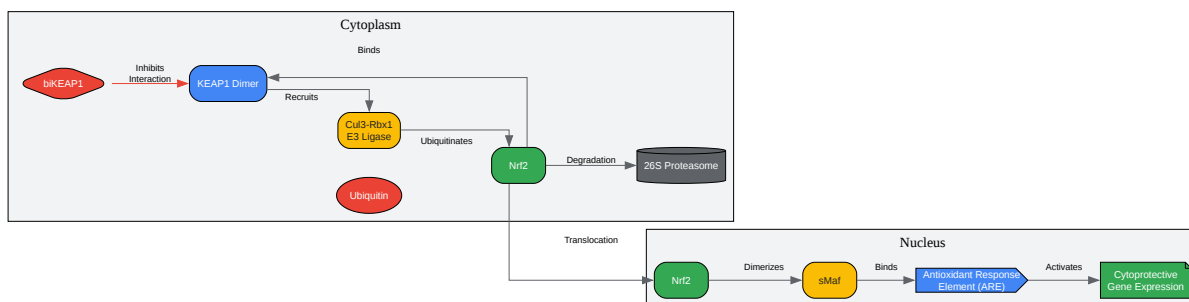 Cytoplasm
Binds
Inhibits
Interaction
biKEAP1
KEAP1 Dimer
Recruits
Cul3-Rbx1
E3 Ligase
Ubiquitinates
Nrf2
Degradation
26S Proteasome
Ubiquitin
Translocation
Nucleus
Nrf2
Dimerizes
sMaf
Binds
Antioxidant Response
Element (ARE)
Activates
Cytoprotective
Gene Expression